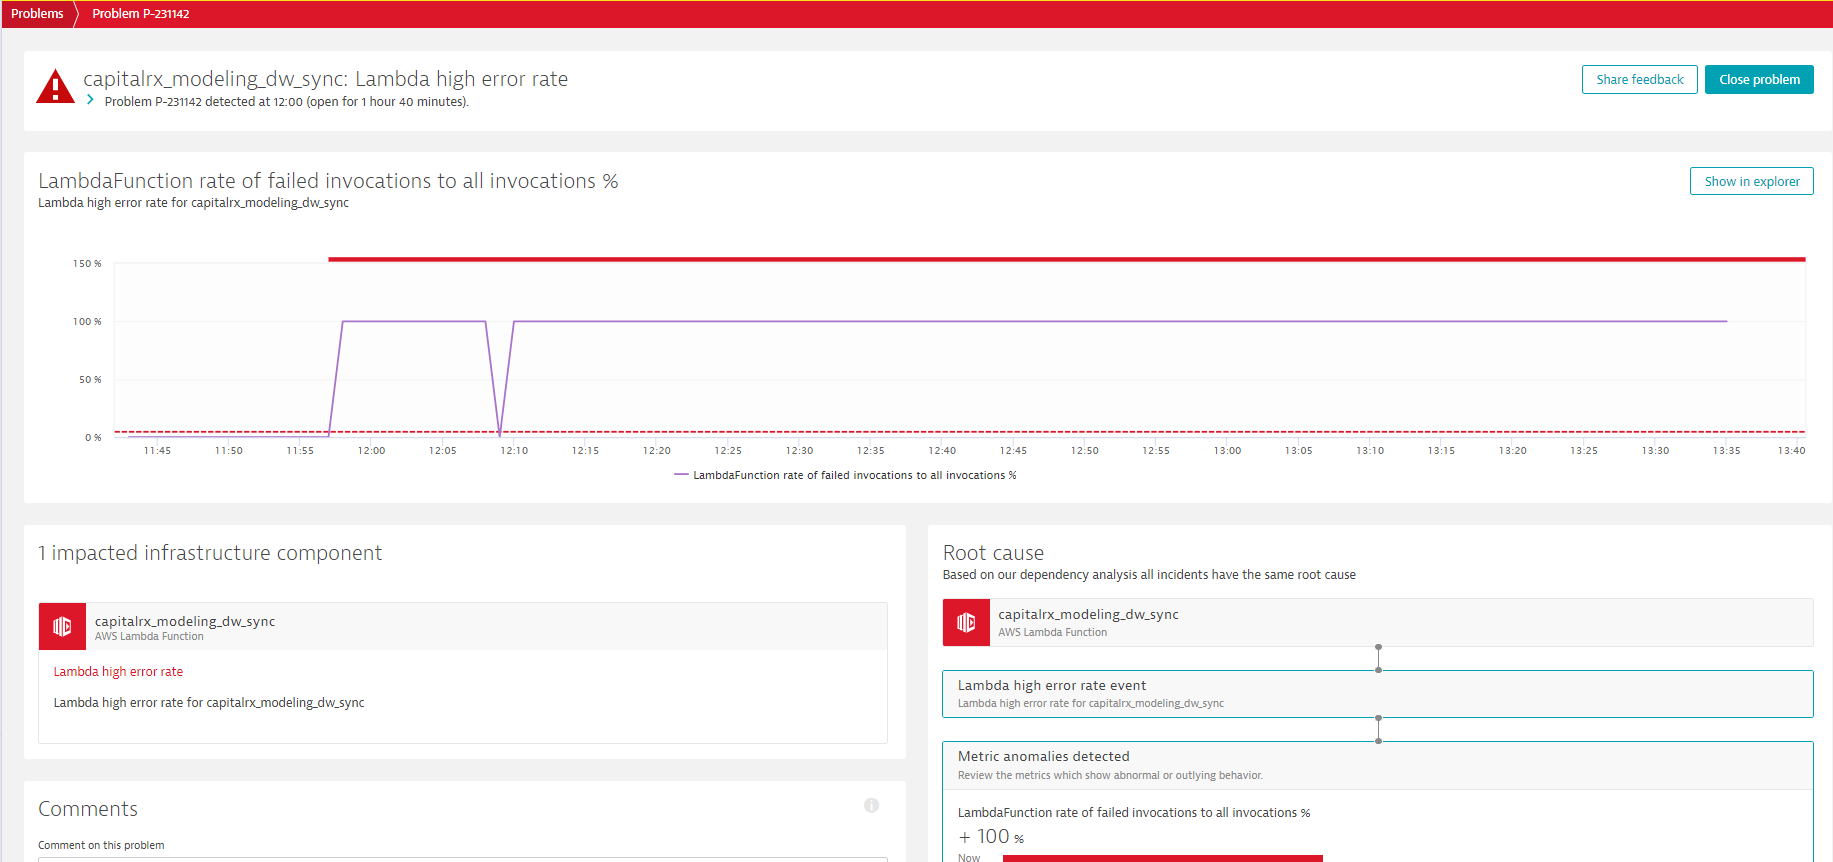 Problems
Problem P-231142
capitalrx_modeling_dw_sync: Lambda high error rate
Problem P-231142 detected at 12:00 (open for 1 hour 40 minutes).
Share feedback
Close problem
LambdaFunction rate of failed invocations to all invocations %
Lambda high error rate for capitalrx_modeling_dw_sync
Show in explorer
150 %
100 %
50 %
0 %
11:45 11:50 11:55 12:00 12:05 12:10 12:15 12:20 12:25 12:30 12:35 12:40 12:45 12:50 12:55 13:00 13:05 13:10 13:15 13:20 13:25 13:30 13:35 13:40
LambdaFunction rate of failed invocations to all invocations %
1 impacted infrastructure component
capitalrx_modeling_dw_sync
AWS Lambda Function
Lambda high error rate
Lambda high error rate for capitalrx_modeling_dw_sync
Comments
Comment on this problem
Root cause
Based on our dependency analysis all incidents have the same root cause
capitalrx_modeling_dw_sync
AWS Lambda Function
Lambda high error rate event
Lambda high error rate for capitalrx_modeling_dw_sync
Metric anomalies detected
Review the metrics which show abnormal or outlying behavior.
LambdaFunction rate of failed invocations to all invocations %
+ 100 %
Now